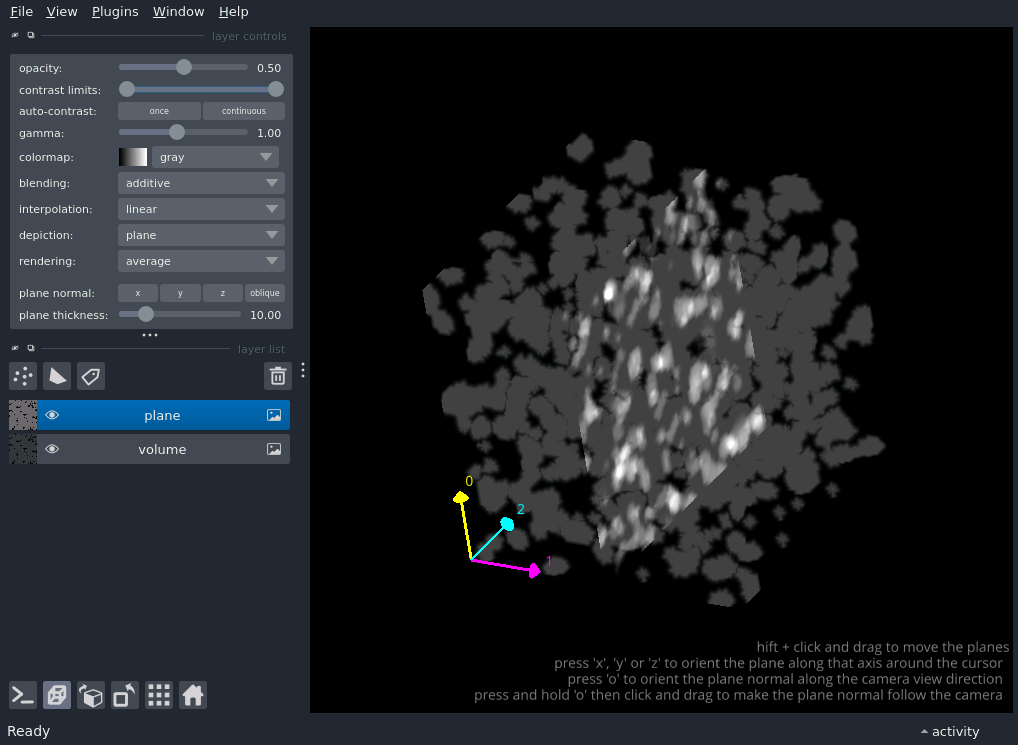 File View Plugins Window Help
layer controls
opacity: 0.50
contrast limits:
auto-contrast: once continuous
gamma: 1.00
colormap: gray
blending: additive
interpolation: linear
depiction: plane
rendering: average
plane normal: x y z oblique
plane thickness: 10.00
layer list
plane
volume
0
2
1
hift + click and drag to move the planes
press 'x', 'y' or 'z' to orient the plane along that axis around the cursor
press 'o' to orient the plane normal along the camera view direction
press and hold 'o' then click and drag to make the plane normal follow the camera
Ready activity